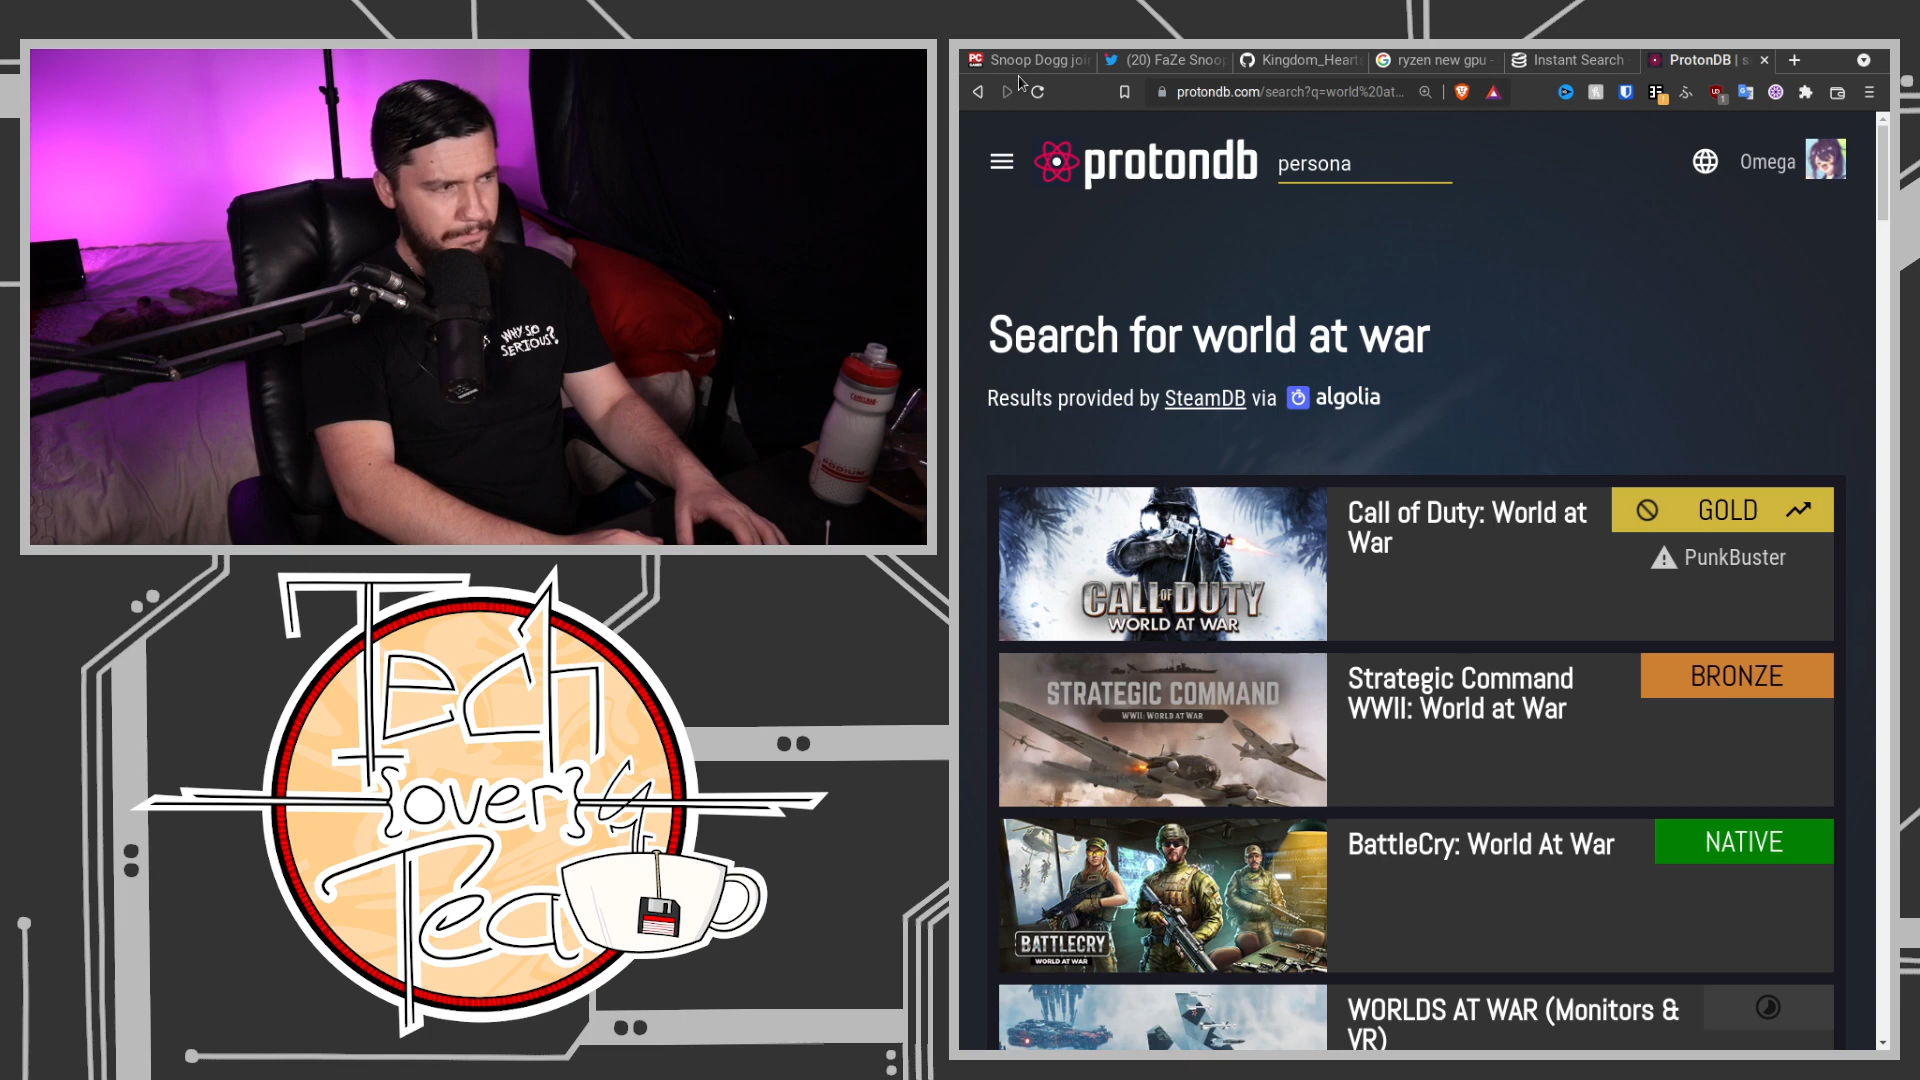 Snoop Dogg joi
(20) FaZe Snoo
Kingdom_Heart
ryzen new gpu -
Instant Search
ProtonDB | s
protondb.com/search?q=world%20at...
protondb
persona
Omega
Search for world at war
Results provided by SteamDB via algolia
Call of Duty: World at
War
GOLD
PunkBuster
CALL OF DUTY
WORLD AT WAR
Strategic Command
WWII: World at War
BRONZE
STRATEGIC COMMAND
WWII: WORLD AT WAR
BattleCry: World At War
NATIVE
BATTLECRY
WORLD AT WAR
WORLDS AT WAR (Monitors &
VR)
WHY SO
SERIOUS?
CAMELBAK
PODIUM
Tech
{over}
Tea